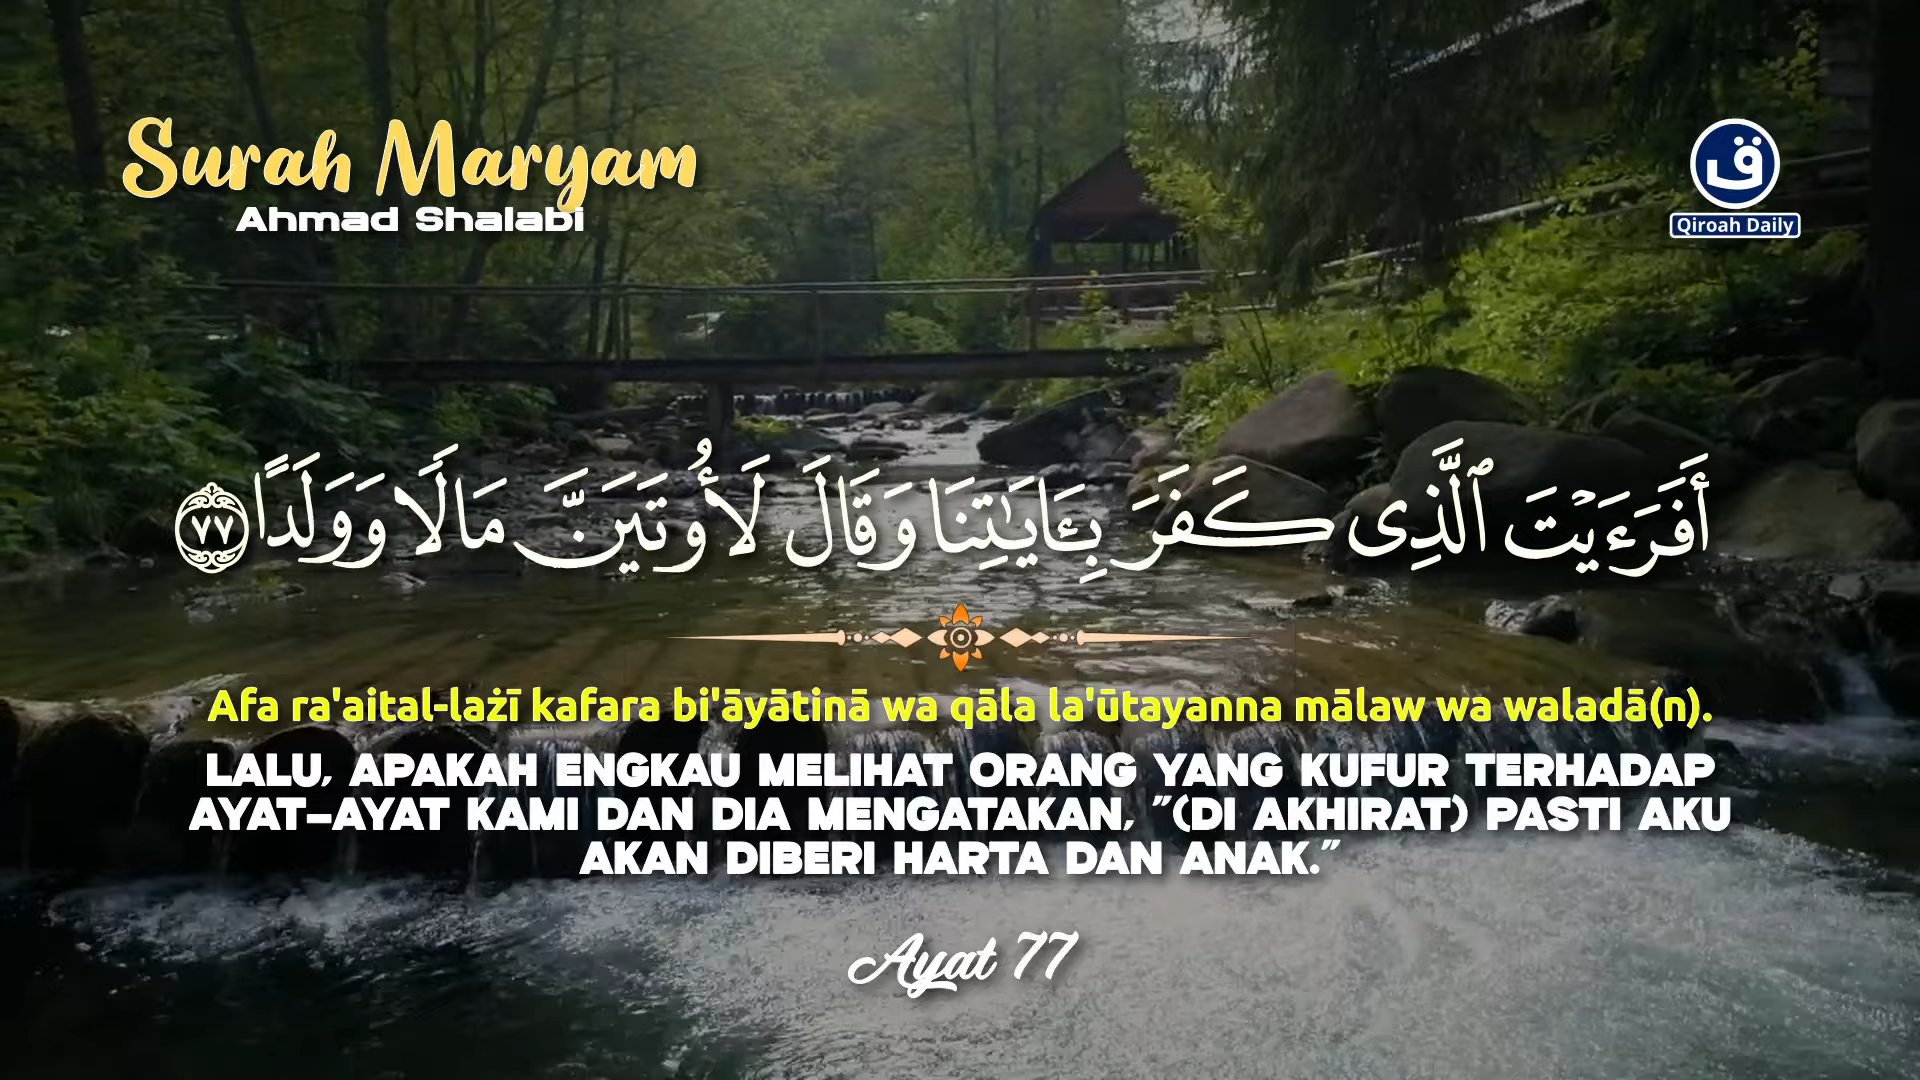 Surah Maryam
Ahmad Shalabi
ق
Qiroah Daily
أَفَرَءَيْتَ ٱلَّذِى كَفَرَ بِـَٔايَـٰتِنَا وَقَالَ لَأُوتَيَنَّ مَالًا وَوَلَدًا ٧٧
Afa ra'aital-lażī kafara bi'āyātinā wa qāla la'ūtayanna mālaw wa waladā(n).
LALU, APAKAH ENGKAU MELIHAT ORANG YANG KUFUR TERHADAP
AYAT-AYAT KAMI DAN DIA MENGATAKAN, "(DI AKHIRAT) PASTI AKU
AKAN DIBERI HARTA DAN ANAK."
Ayat 77